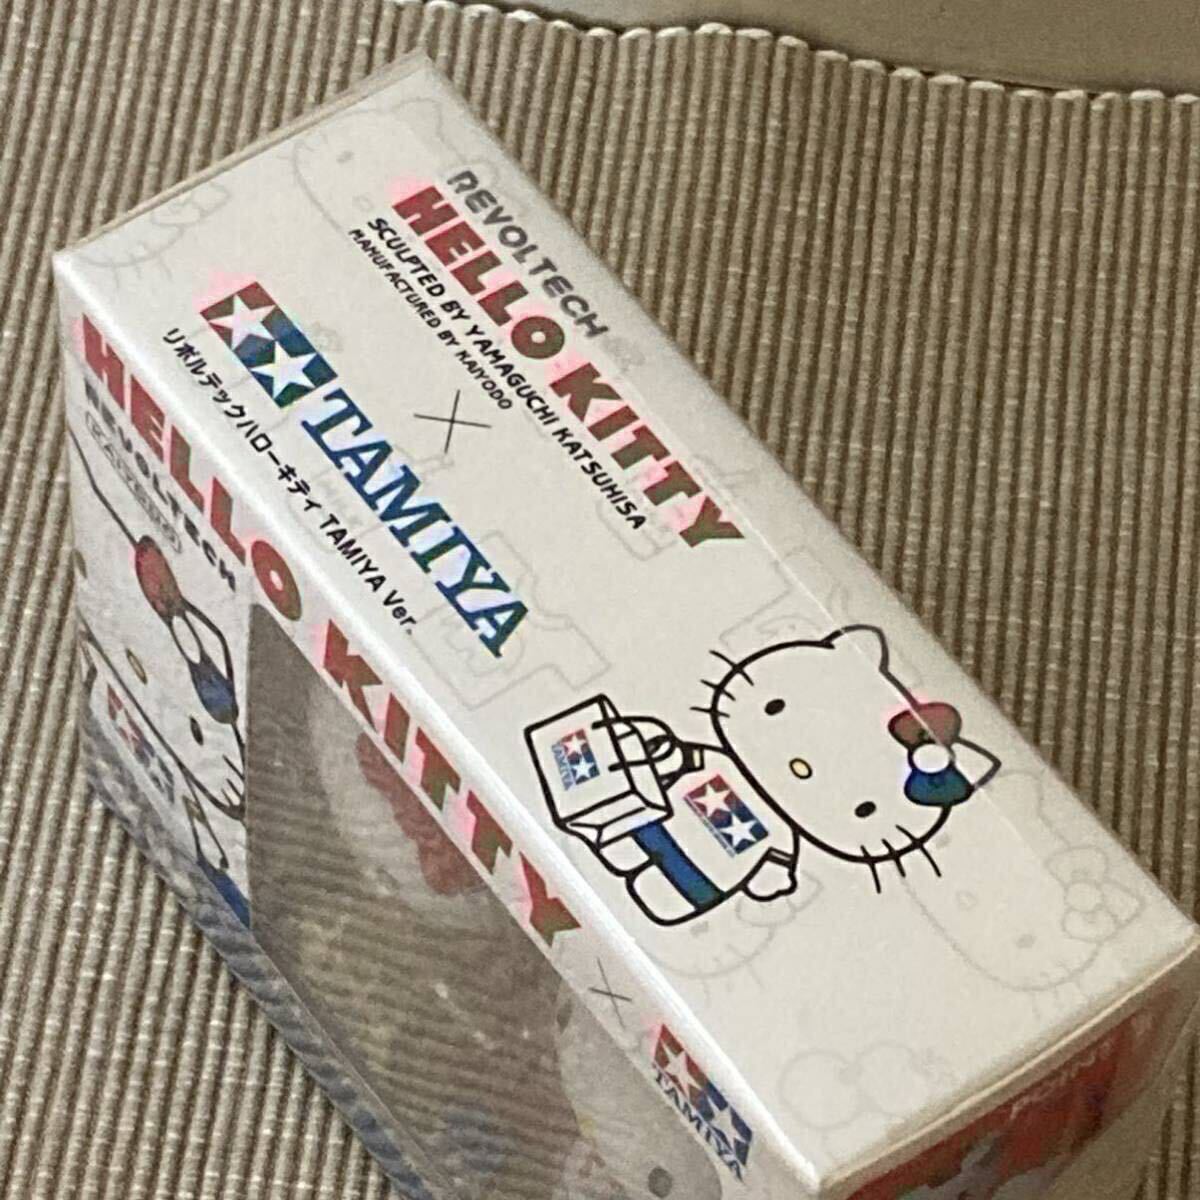 REVOLTECH
HELLO KITTY
SCULPTED BY YAMAGUCHI KATSUHISA
MANUFACTURED BY KAIYODO
×
TAMIYA
リボルテックハローキティ TAMIYA Ver.
TAMIYA
HELLO KITTY
REVOLTECH
×
TAMIYA